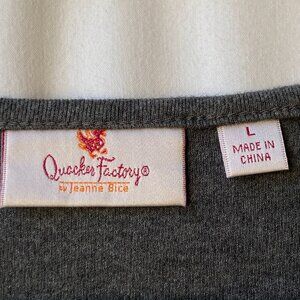 Quacker Factory®
by Jeanne Bice
L
MADE IN
CHINA